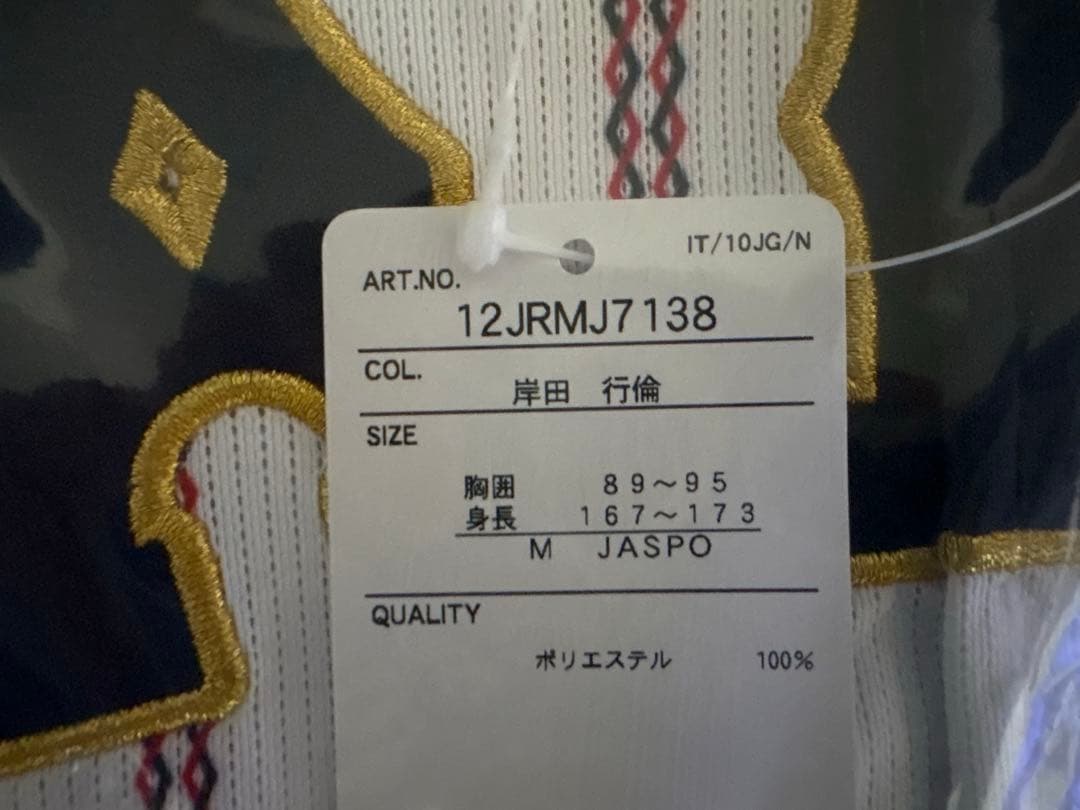 IT/10JG/N
ART.NO.
12JRMJ7138
COL.
岸田 行倫
SIZE
胸囲 89~95
身長 167~173
M JASPO
QUALITY
ポリエステル 100%